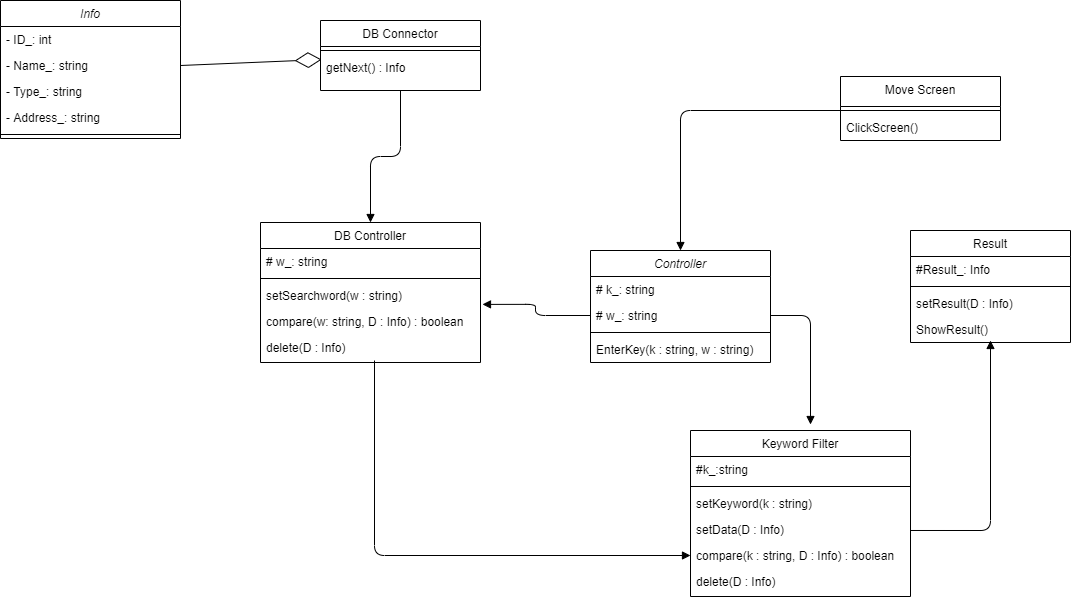 Info
- ID_: int
- Name_: string
- Type_: string
- Address_: string
DB Connector
getNext() : Info
Move Screen
ClickScreen()
DB Controller
# w_: string
setSearchword(w : string)
compare(w: string, D : Info) : boolean
delete(D : Info)
Controller
# k_: string
# w_: string
EnterKey(k : string, w : string)
Result
#Result_: Info
setResult(D : Info)
ShowResult()
Keyword Filter
#k_:string
setKeyword(k : string)
setData(D : Info)
compare(k : string, D : Info) : boolean
delete(D : Info)